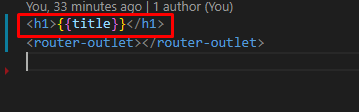 You, 33 minutes ago | 1 author (You)
<h1>{{title}}</h1>
<router-outlet></router-outlet>